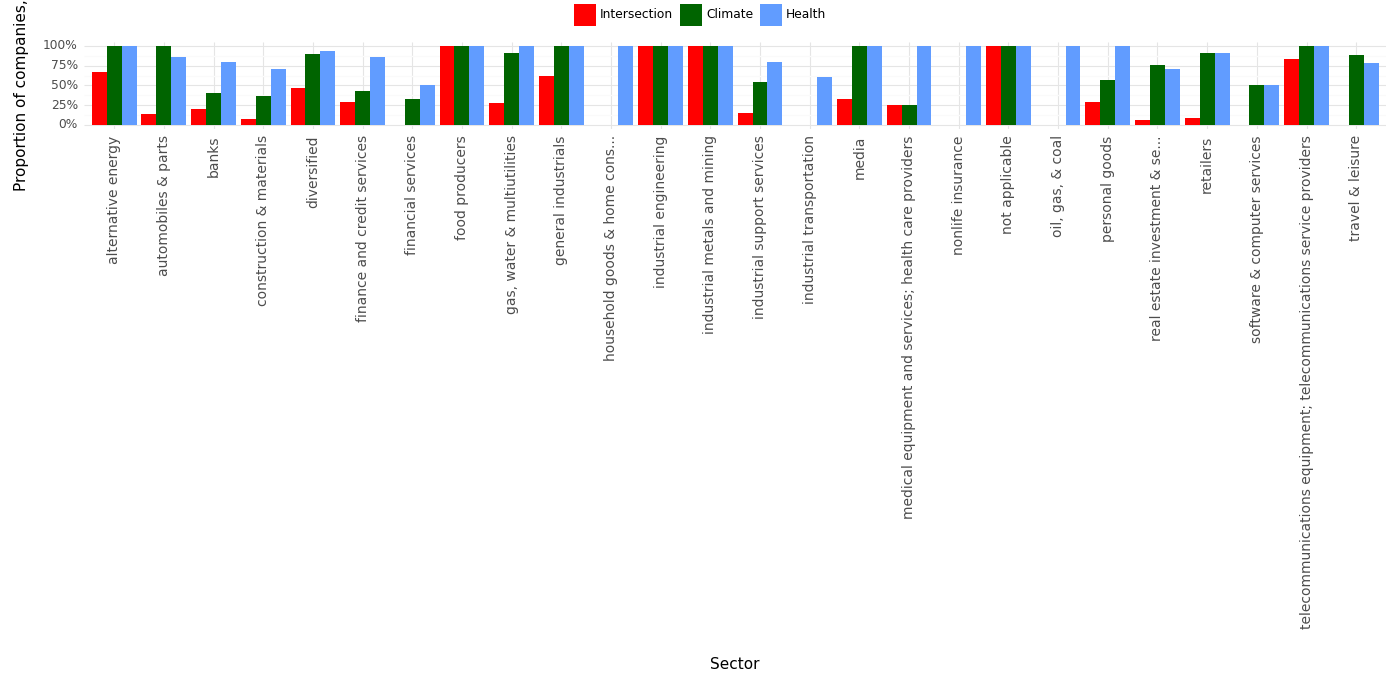 Intersection Climate Health
Proportion of companies,
100%
75%
50%
25%
0%
alternative energy
automobiles & parts
banks
construction & materials
diversified
finance and credit services
financial services
food producers
gas, water & multiutilities
general industrials
household goods & home cons...
industrial engineering
industrial metals and mining
industrial support services
industrial transportation
media
medical equipment and services; health care providers
nonlife insurance
not applicable
oil, gas, & coal
personal goods
real estate investment & se...
retailers
software & computer services
telecommunications equipment; telecommunications service providers
travel & leisure
Sector